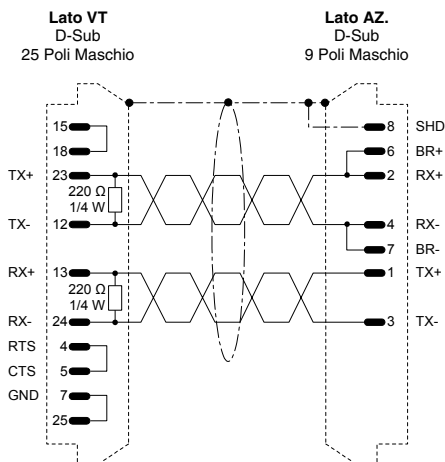 Lato VT
D-Sub
25 Poli Maschio
Lato AZ.
D-Sub
9 Poli Maschio
15
18
TX+ 23
220 Ω
1/4 W
TX- 12
RX+ 13
220 Ω
1/4 W
RX- 24
RTS 4
CTS 5
GND 7
25
8 SHD
6 BR+
2 RX+
4 RX-
7 BR-
1 TX+
3 TX-